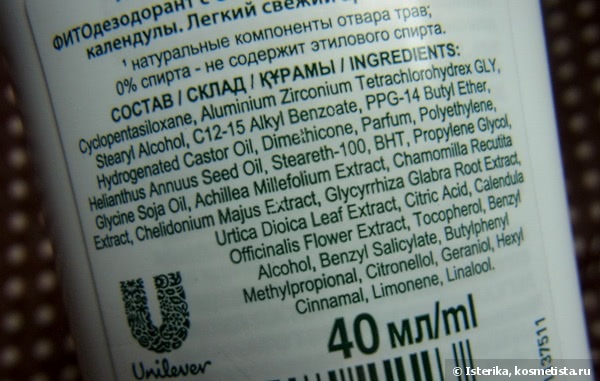 ФИТОдезодорант с
календулы. Легкий свежий
¹ натуральные компоненты отвара трав;
0% спирта - не содержит этилового спирта.
СОСТАВ / СКЛАД / ҚҰРАМЫ / INGREDIENTS:
Cyclopentasiloxane, Aluminium Zirconium Tetrachlorohydrex GLY,
Stearyl Alcohol, C12-15 Alkyl Benzoate, PPG-14 Butyl Ether,
Hydrogenated Castor Oil, Dimethicone, Parfum, Polyethylene,
Helianthus Annuus Seed Oil, Steareth-100, BHT, Propylene Glycol,
Glycine Soja Oil, Achillea Millefolium Extract, Chamomilla Recutita
Extract, Chelidonium Majus Extract, Glycyrrhiza Glabra Root Extract,
Urtica Dioica Leaf Extract, Citric Acid, Calendula
Officinalis Flower Extract, Tocopherol, Benzyl
Alcohol, Benzyl Salicylate, Butylphenyl
Methylpropional, Citronellol, Geraniol, Hexyl
Cinnamal, Limonene, Linalool.
Unilever
40 мл/ml
37511
© Isterika, kosmetista.ru